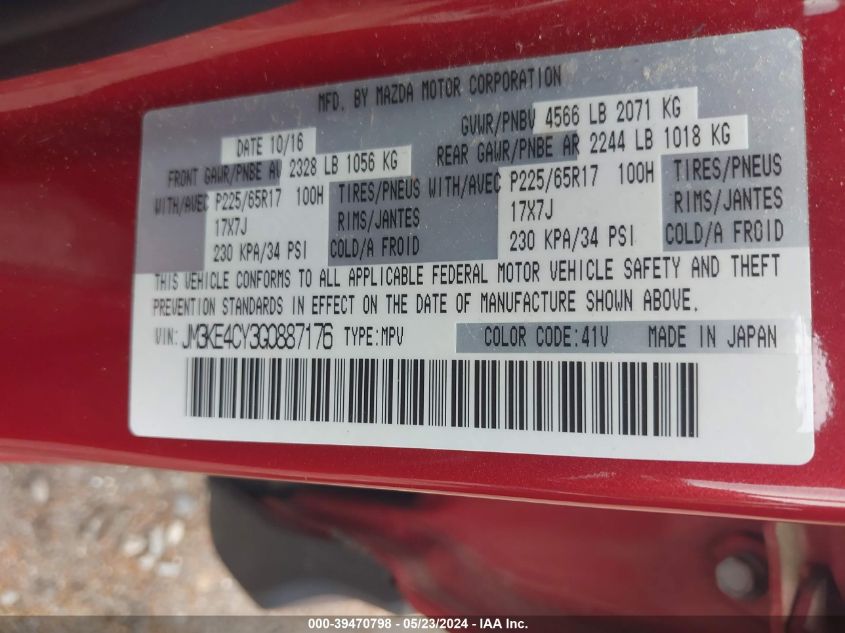 MFD. BY MAZDA MOTOR CORPORATION
DATE 10/16 GVWR/PNBV 4566 LB 2071 KG
FRONT GAWR/PNBE AV 2328 LB 1056 KG REAR GAWR/PNBE AR 2244 LB 1018 KG
WITH/AVEC P225/65R17 100H TIRES/PNEUS WITH/AVEC P225/65R17 100H TIRES/PNEUS
17X7J RIMS/JANTES 17X7J RIMS/JANTES
230 KPA/34 PSI COLD/A FROID 230 KPA/34 PSI COLD/A FROID
THIS VEHICLE CONFORMS TO ALL APPLICABLE FEDERAL MOTOR VEHICLE SAFETY AND THEFT
PREVENTION STANDARDS IN EFFECT ON THE DATE OF MANUFACTURE SHOWN ABOVE.
VIN: JM3KE4CY3G0887176 TYPE:MPV COLOR CODE:41V MADE IN JAPAN
000-39470798 - 05/23/2024 - IAA Inc.